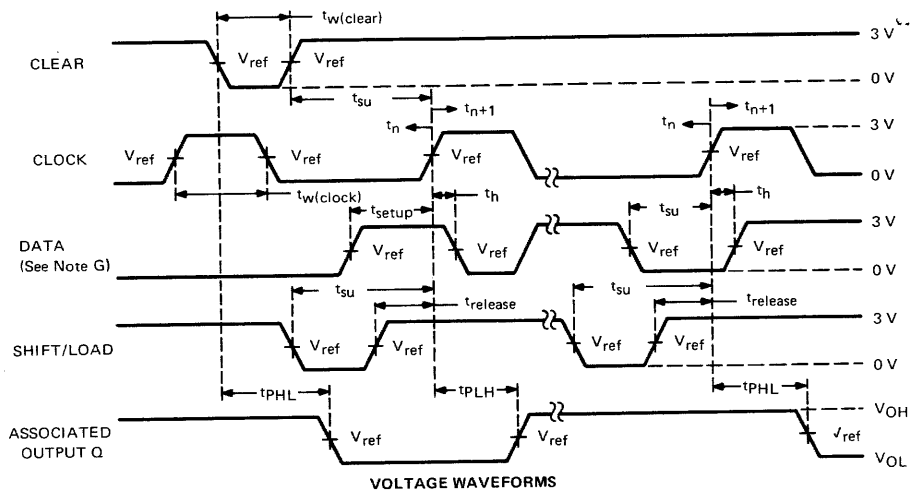 tw(clear)
CLEAR
Vref
Vref
3 V
0 V
tsu
tn
tn+1
tn
tn+1
CLOCK
Vref
Vref
Vref
Vref
3 V
0 V
tw(clock)
tsetup
th
tsu
th
DATA
(See Note G)
Vref
Vref
Vref
Vref
3 V
0 V
tsu
trelease
tsu
trelease
SHIFT/LOAD
Vref
Vref
Vref
Vref
3 V
0 V
tPHL
tPLH
tPHL
ASSOCIATED
OUTPUT Q
Vref
Vref
Vref
VOH
VOL
VOLTAGE WAVEFORMS